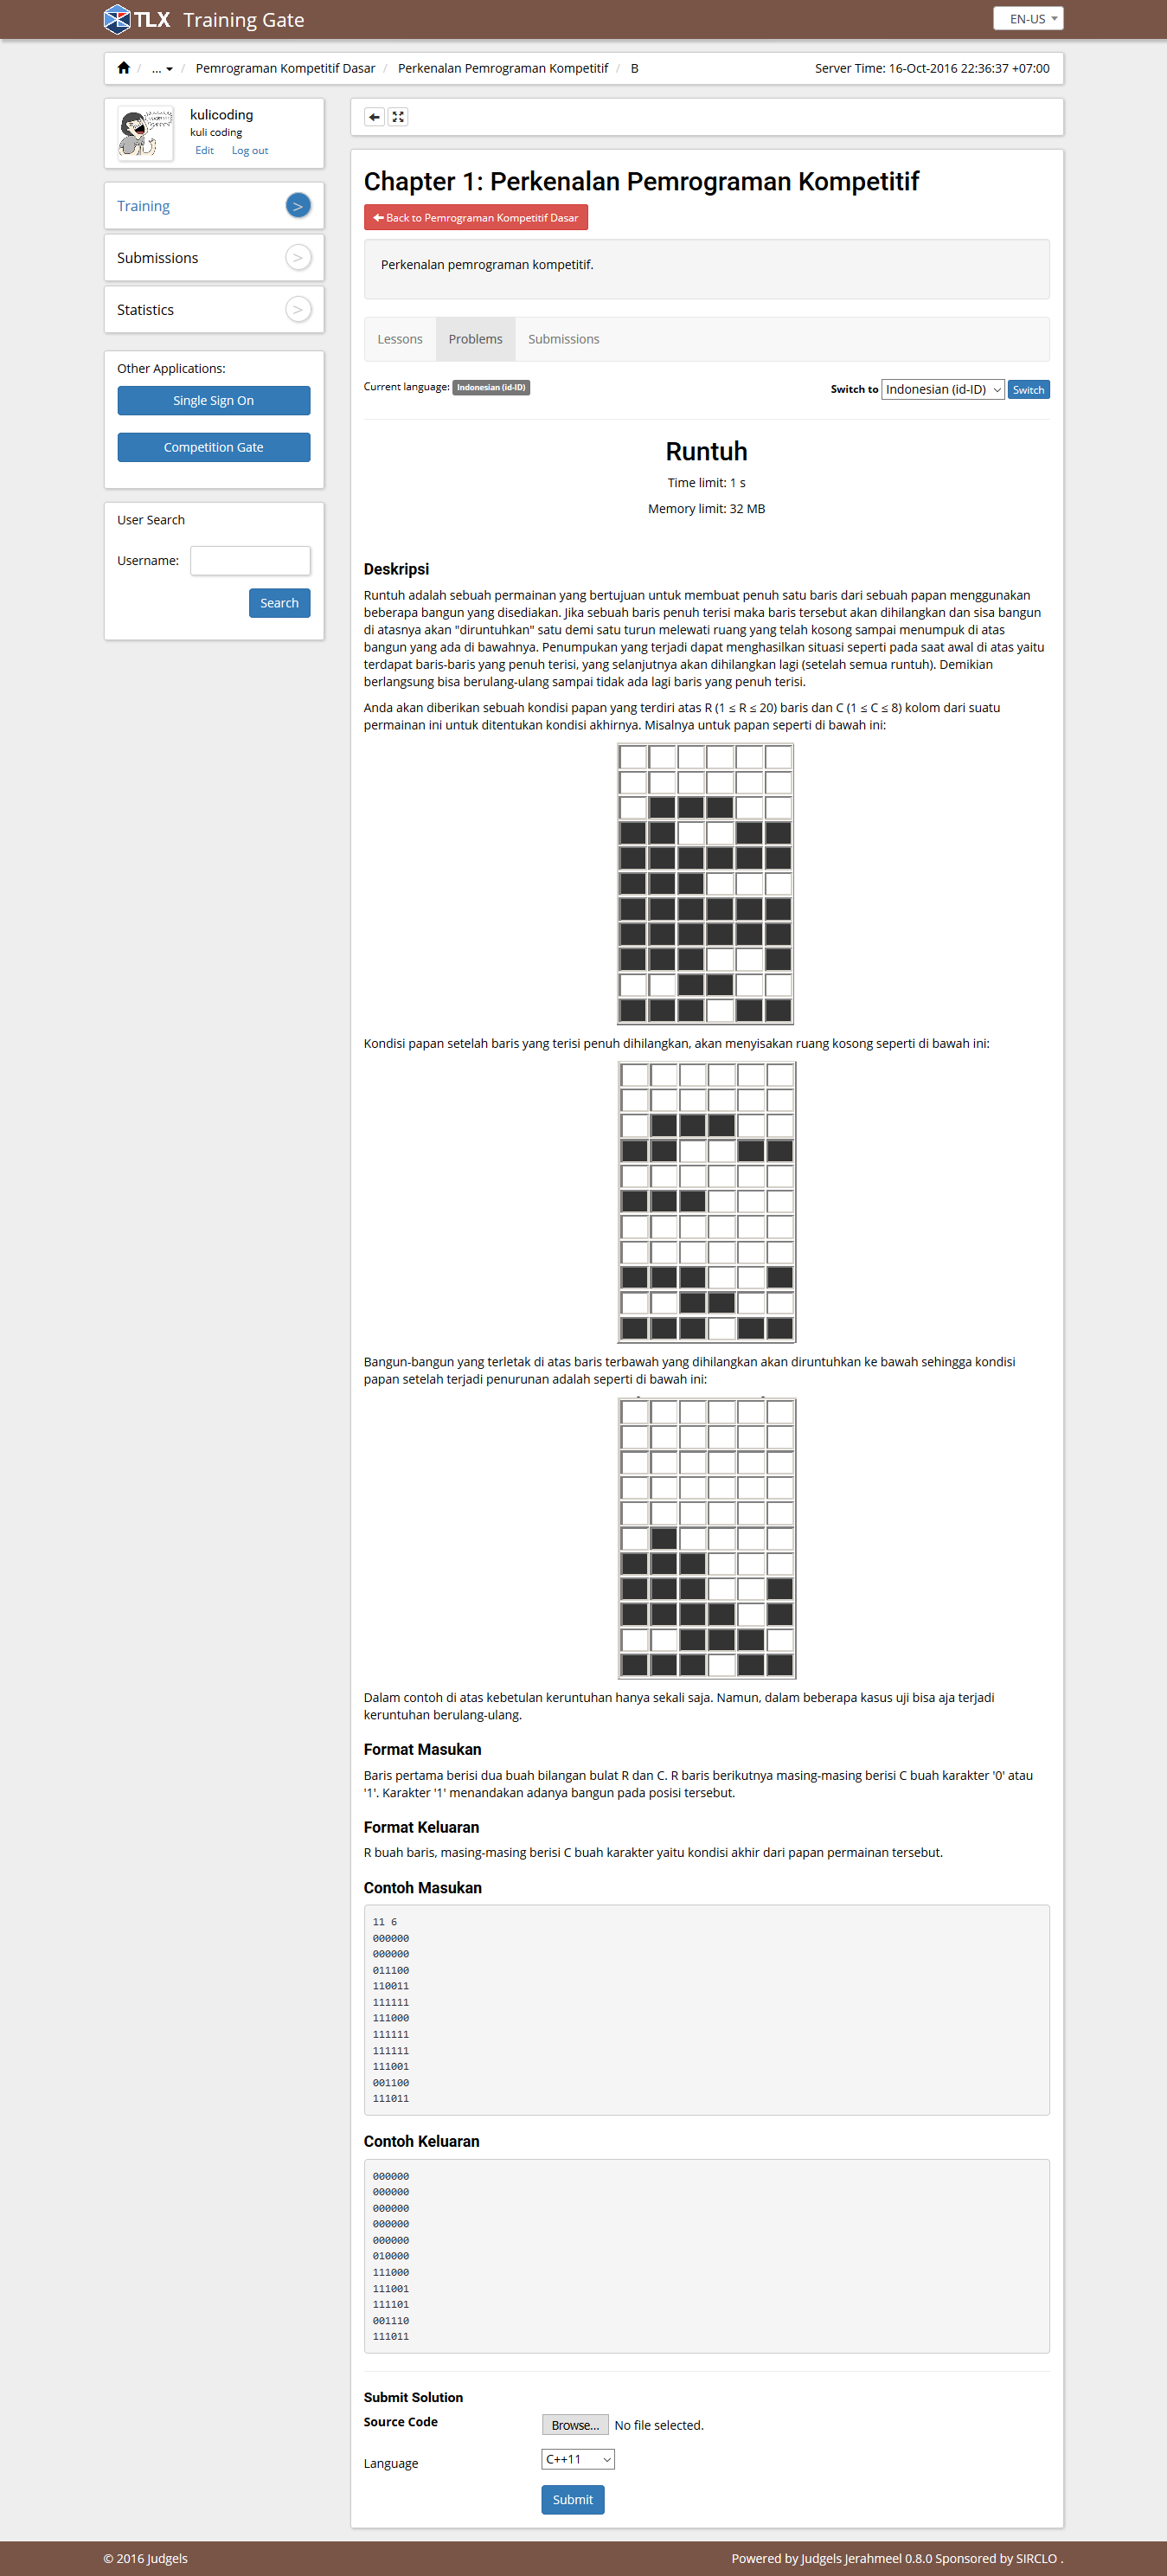 TLX Training Gate
EN-US
... Pemrograman Kompetitif Dasar / Perkenalan Pemrograman Kompetitif / B
Server Time: 16-Oct-2016 22:36:37 +07:00
kulicoding
kuli coding
Edit Log out
Training >
Submissions >
Statistics >
Other Applications:
Single Sign On
Competition Gate
User Search
Username:
Search
Chapter 1: Perkenalan Pemrograman Kompetitif
Back to Pemrograman Kompetitif Dasar
Perkenalan pemrograman kompetitif.
Lessons Problems Submissions
Current language: Indonesian (id-ID)
Switch to Indonesian (id-ID) Switch
Runtuh
Time limit: 1 s
Memory limit: 32 MB
Deskripsi
Runtuh adalah sebuah permainan yang bertujuan untuk membuat penuh satu baris dari sebuah papan menggunakan
beberapa bangun yang disediakan. Jika sebuah baris penuh terisi maka baris tersebut akan dihilangkan dan sisa bangun
di atasnya akan "diruntuhkan" satu demi satu turun melewati ruang yang telah kosong sampai menumpuk di atas
bangun yang ada di bawahnya. Penumpukan yang terjadi dapat menghasilkan situasi seperti pada saat awal di atas yaitu
terdapat baris-baris yang penuh terisi, yang selanjutnya akan dihilangkan lagi (setelah semua runtuh). Demikian
berlangsung bisa berulang-ulang sampai tidak ada lagi baris yang penuh terisi.
Anda akan diberikan sebuah kondisi papan yang terdiri atas R (1 ≤ R ≤ 20) baris dan C (1 ≤ C ≤ 8) kolom dari suatu
permainan ini untuk ditentukan kondisi akhirnya. Misalnya untuk papan seperti di bawah ini:
Kondisi papan setelah baris yang terisi penuh dihilangkan, akan menyisakan ruang kosong seperti di bawah ini:
Bangun-bangun yang terletak di atas baris terbawah yang dihilangkan akan diruntuhkan ke bawah sehingga kondisi
papan setelah terjadi penurunan adalah seperti di bawah ini:
Dalam contoh di atas kebetulan keruntuhan hanya sekali saja. Namun, dalam beberapa kasus uji bisa aja terjadi
keruntuhan berulang-ulang.
Format Masukan
Baris pertama berisi dua buah bilangan bulat R dan C. R baris berikutnya masing-masing berisi C buah karakter '0' atau
'1'. Karakter '1' menandakan adanya bangun pada posisi tersebut.
Format Keluaran
R buah baris, masing-masing berisi C buah karakter yaitu kondisi akhir dari papan permainan tersebut.
Contoh Masukan
11 6
000000
000000
011100
110011
111111
111000
111111
111111
111001
001100
111011
Contoh Keluaran
000000
000000
000000
000000
000000
010000
111000
111001
111101
001110
111011
Submit Solution
Source Code Browse... No file selected.
Language C++11
Submit
© 2016 Judgels
Powered by Judgels Jerahmeel 0.8.0 Sponsored by SIRCLO .